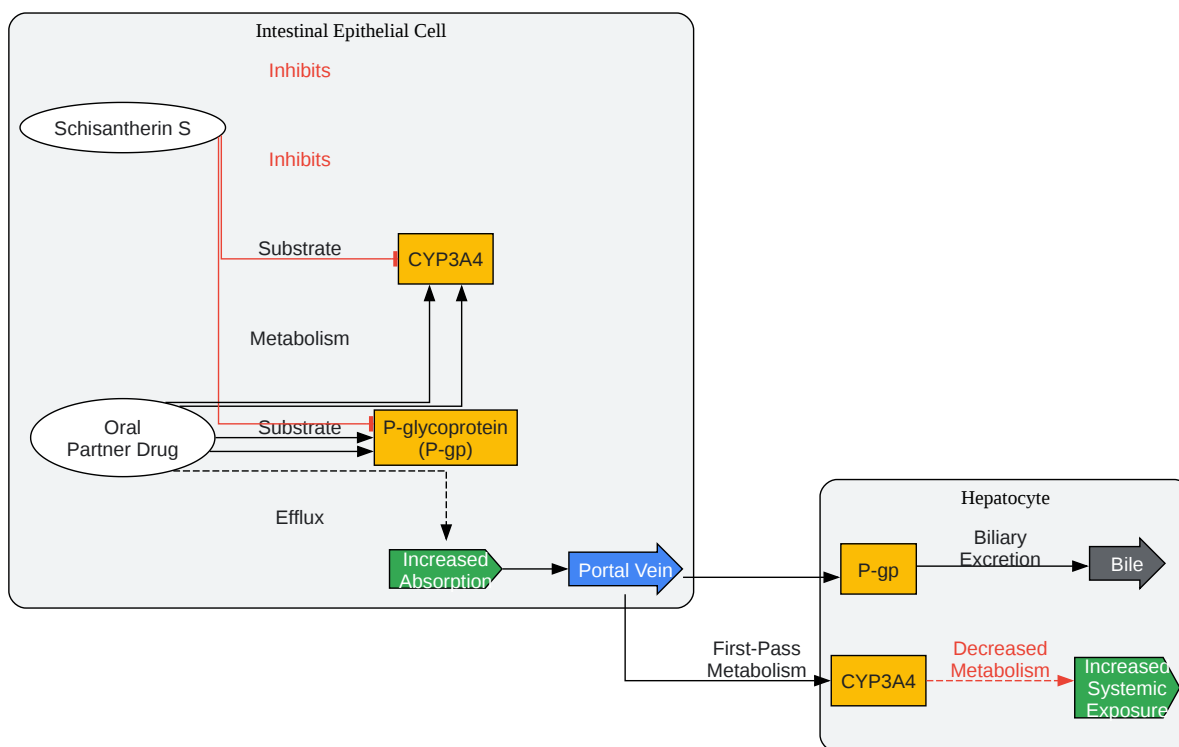 Intestinal Epithelial Cell
Inhibits
Schisantherin S
Inhibits
Substrate
CYP3A4
Metabolism
Oral
Partner Drug
Substrate
P-glycoprotein
(P-gp)
Efflux
Increased
Absorption
Portal Vein
Hepatocyte
P-gp
Biliary
Excretion
Bile
First-Pass
Metabolism
CYP3A4
Decreased
Metabolism
Increased
Systemic
Exposure